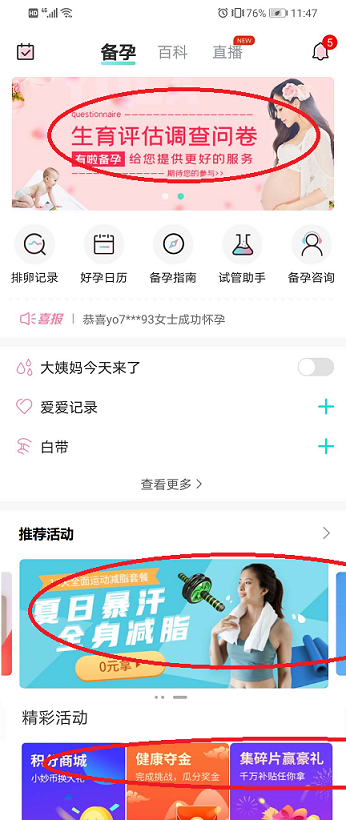 HD 4G 76% 11:47
备孕 百科 直播 NEW 5
questionnaire
生育评估调查问卷
有啦备孕 给您提供更好的服务
期待您的参与>>
排卵记录 好孕日历 备孕指南 试管助手 备孕咨询
喜报 恭喜yo7***93女士成功怀孕
大姨妈今天来了
爱爱记录
白带
查看更多
推荐活动
天全面运动减脂套餐
夏日暴汗
全身减脂
0元享
精彩活动
积分商城 健康夺金 集碎片赢豪礼
小钞币换大礼 完成挑战，瓜分奖金 千万补贴任你拿